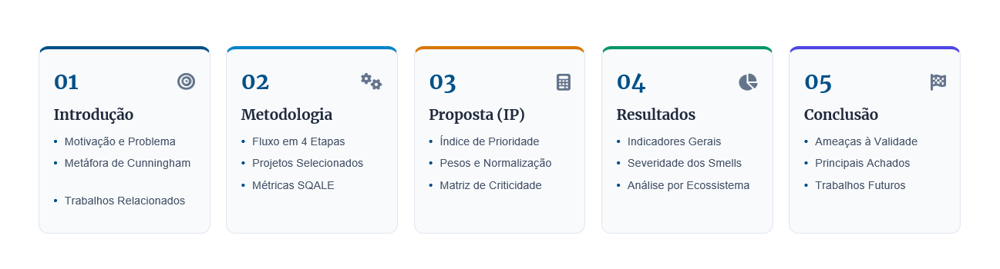 01
Introdução
• Motivação e Problema
• Metáfora de Cunningham
• Trabalhos Relacionados
02
Metodologia
• Fluxo em 4 Etapas
• Projetos Selecionados
• Métricas SQALE
03
Proposta (IP)
• Índice de Prioridade
• Pesos e Normalização
• Matriz de Criticidade
04
Resultados
• Indicadores Gerais
• Severidade dos Smells
• Análise por Ecossistema
05
Conclusão
• Ameaças à Validade
• Principais Achados
• Trabalhos Futuros